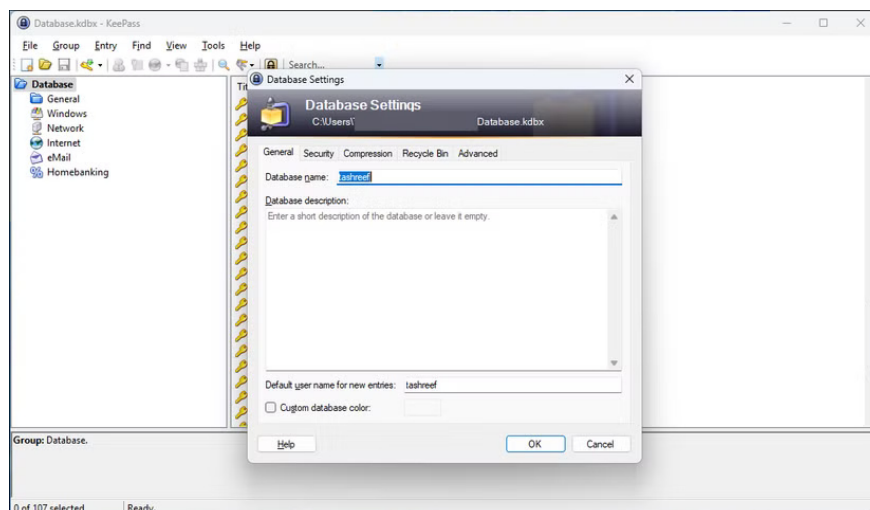 Database.kdbx - KeePass
File Group Entry Find View Tools Help
Search...
Database
General
Windows
Network
Internet
eMail
Homebanking
Tit
Database Settings
Database Settings
C:\Users\ Database.kdbx
General Security Compression Recycle Bin Advanced
Database name: tashreef
Database description:
Enter a short description of the database or leave it empty.
Default user name for new entries: tashreef
Custom database color:
Help OK Cancel
Group: Database.
0 of 107 selected Ready.